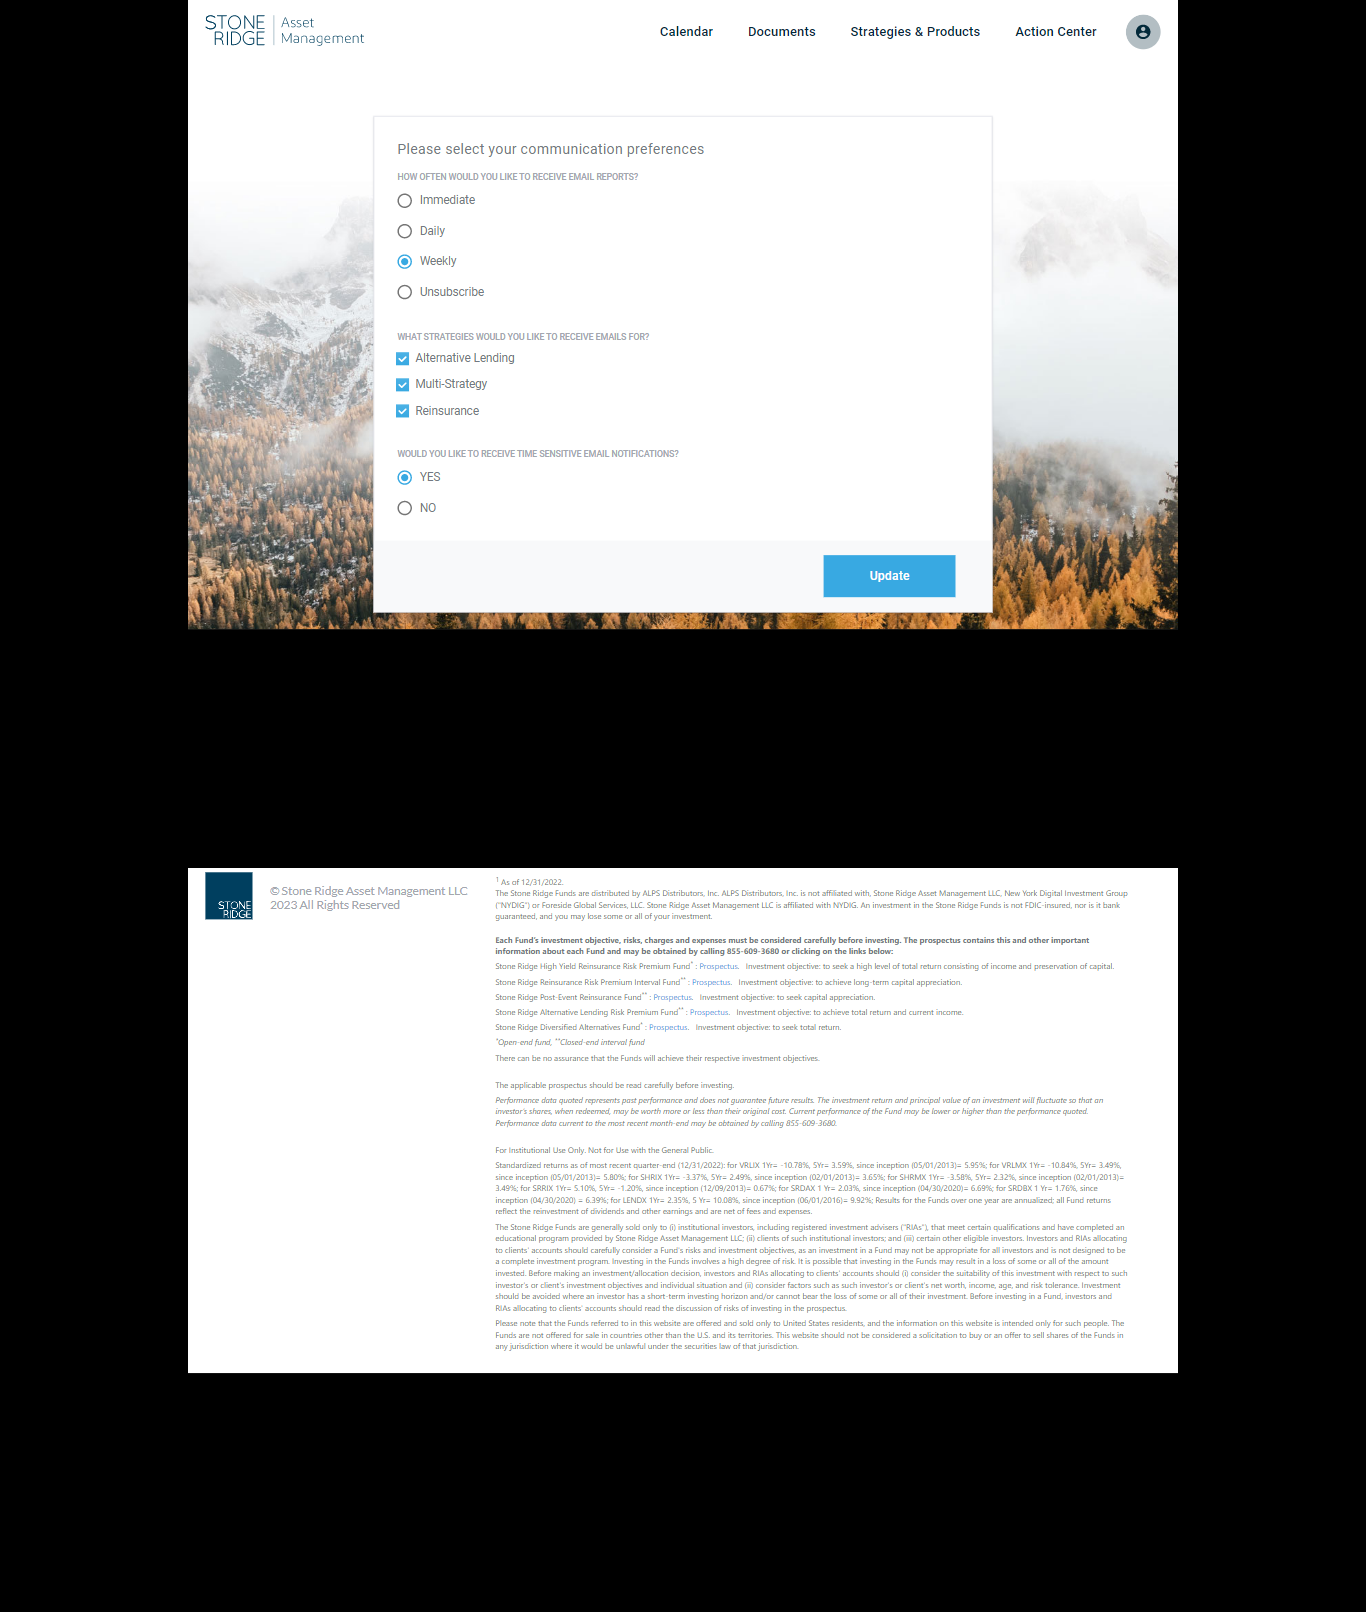 STONE RIDGE Asset Management
Calendar Documents Strategies & Products Action Center
Please select your communication preferences
HOW OFTEN WOULD YOU LIKE TO RECEIVE EMAIL REPORTS?
Immediate
Daily
Weekly
Unsubscribe
WHAT STRATEGIES WOULD YOU LIKE TO RECEIVE EMAILS FOR?
Alternative Lending
Multi-Strategy
Reinsurance
WOULD YOU LIKE TO RECEIVE TIME SENSITIVE EMAIL NOTIFICATIONS?
YES
NO
Update
STONE RIDGE
© Stone Ridge Asset Management LLC
2023 All Rights Reserved
1 As of 12/31/2022.
The Stone Ridge Funds are distributed by ALPS Distributors, Inc. ALPS Distributors, Inc. is not affiliated with, Stone Ridge Asset Management LLC, New York Digital Investment Group
("NYDIG") or Foreside Global Services, LLC. Stone Ridge Asset Management LLC is affiliated with NYDIG. An investment in the Stone Ridge Funds is not FDIC-insured, nor is it bank
guaranteed, and you may lose some or all of your investment.
Each Fund's investment objective, risks, charges and expenses must be considered carefully before investing. The prospectus contains this and other important
information about each Fund and may be obtained by calling 855-609-3680 or clicking on the links below:
Stone Ridge High Yield Reinsurance Risk Premium Fund* : Prospectus. Investment objective: to seek a high level of total return consisting of income and preservation of capital.
Stone Ridge Reinsurance Risk Premium Interval Fund** : Prospectus. Investment objective: to achieve long-term capital appreciation.
Stone Ridge Post-Event Reinsurance Fund** : Prospectus. Investment objective: to seek capital appreciation.
Stone Ridge Alternative Lending Risk Premium Fund** : Prospectus. Investment objective: to achieve total return and current income.
Stone Ridge Diversified Alternatives Fund* : Prospectus. Investment objective: to seek total return.
*Open-end fund, **Closed-end interval fund
There can be no assurance that the Funds will achieve their respective investment objectives.
The applicable prospectus should be read carefully before investing.
Performance data quoted represents past performance and does not guarantee future results. The investment return and principal value of an investment will fluctuate so that an
investor's shares, when redeemed, may be worth more or less than their original cost. Current performance of the Fund may be lower or higher than the performance quoted.
Performance data current to the most recent month-end may be obtained by calling 855-609-3680.
For Institutional Use Only. Not for Use with the General Public.
Standardized returns as of most recent quarter-end (12/31/2022): for VRLIX 1Yr= -10.78%, 5Yr= 3.59%, since inception (05/01/2013)= 5.95%; for VRLMX 1Yr= -10.84%, 5Yr= 3.49%,
since inception (05/01/2013)= 5.80%; for SHRIX 1Yr= -3.37%, 5Yr= 2.49%, since inception (02/01/2013)= 3.65%; for SHRMX 1Yr= -3.58%, 5Yr= 2.32%, since inception (02/01/2013)=
3.49%; for SRRIX 1Yr= 5.10%, 5Yr= -1.20%, since inception (12/09/2013)= 0.67%; for SRDAX 1 Yr= 2.03%, since inception (04/30/2020)= 6.69%; for SRDBX 1 Yr= 1.76%, since
inception (04/30/2020) = 6.39%; for LENDX 1Yr= 2.35%, 5 Yr= 10.08%, since inception (06/01/2016)= 9.92%; Results for the Funds over one year are annualized; all Fund returns
reflect the reinvestment of dividends and other earnings and are net of fees and expenses.
The Stone Ridge Funds are generally sold only to (i) institutional investors, including registered investment advisers ("RIAs"), that meet certain qualifications and have completed an
educational program provided by Stone Ridge Asset Management LLC; (ii) clients of such institutional investors; and (iii) certain other eligible investors. Investors and RIAs allocating
to clients' accounts should carefully consider a Fund's risks and investment objectives, as an investment in a Fund may not be appropriate for all investors and is not designed to be
a complete investment program. Investing in the Funds involves a high degree of risk. It is possible that investing in the Funds may result in a loss of some or all of the amount
invested. Before making an investment/allocation decision, investors and RIAs allocating to clients' accounts should (i) consider the suitability of this investment with respect to such
investor's or client's investment objectives and individual situation and (ii) consider factors such as such investor's or client's net worth, income, age, and risk tolerance. Investment
should be avoided where an investor has a short-term investing horizon and/or cannot bear the loss of some or all of their investment. Before investing in a Fund, investors and
RIAs allocating to clients' accounts should read the discussion of risks of investing in the prospectus.
Please note that the Funds referred to in this website are offered and sold only to United States residents, and the information on this website is intended only for such people. The
Funds are not offered for sale in countries other than the U.S. and its territories. This website should not be considered a solicitation to buy or an offer to sell shares of the Funds in
any jurisdiction where it would be unlawful under the securities law of that jurisdiction.